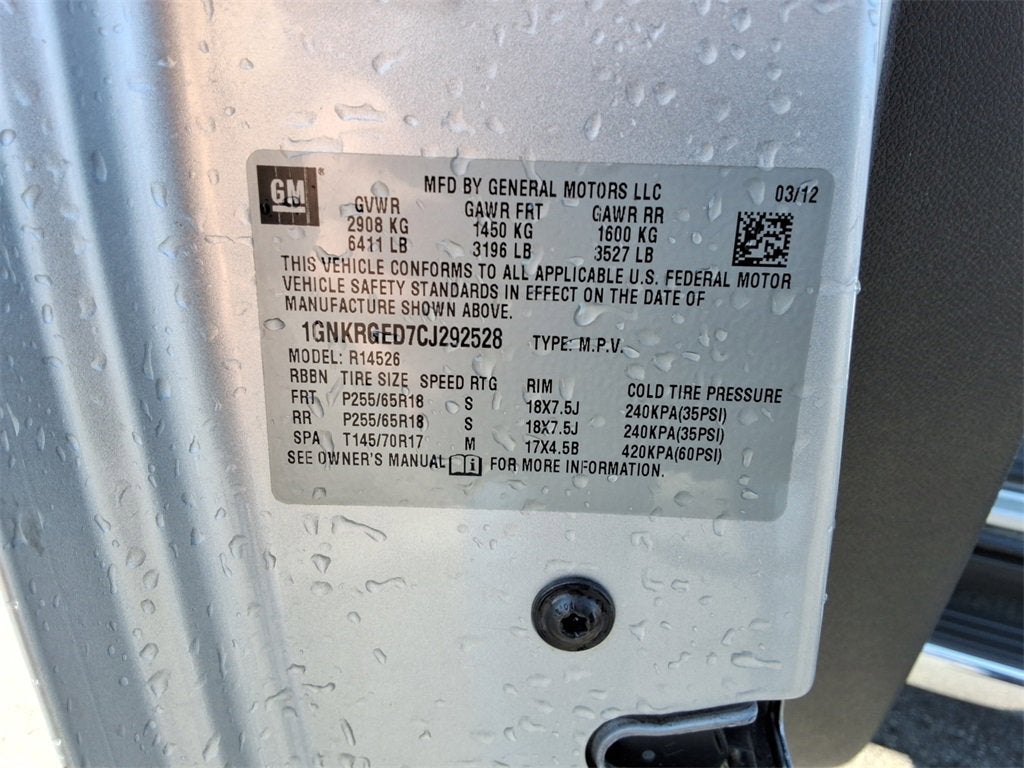 GM ®
MFD BY GENERAL MOTORS LLC 03/12
GVWR GAWR FRT GAWR RR
2908 KG 1450 KG 1600 KG
6411 LB 3196 LB 3527 LB
THIS VEHICLE CONFORMS TO ALL APPLICABLE U.S. FEDERAL MOTOR
VEHICLE SAFETY STANDARDS IN EFFECT ON THE DATE OF
MANUFACTURE SHOWN ABOVE.
1GNKRGED7CJ292528 TYPE: M.P.V.
MODEL: R14526
RBBN TIRE SIZE SPEED RTG RIM COLD TIRE PRESSURE
FRT P255/65R18 S 18X7.5J 240KPA(35PSI)
RR P255/65R18 S 18X7.5J 240KPA(35PSI)
SPA T145/70R17 M 17X4.5B 420KPA(60PSI)
SEE OWNER'S MANUAL i FOR MORE INFORMATION.